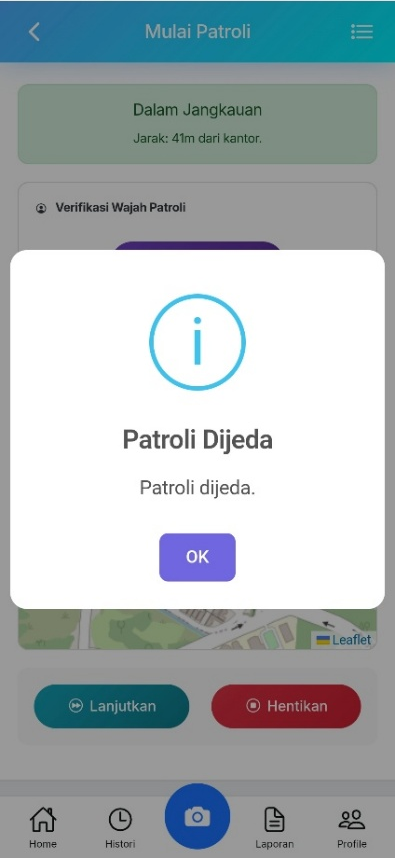 Mulai Patroli
Dalam Jangkauan
Jarak: 41m dari kantor.
Verifikasi Wajah Patroli
i
Patroli Dijeda
Patroli dijeda.
OK
Leaflet
Lanjutkan
Hentikan
Home
Histori
Laporan
Profile